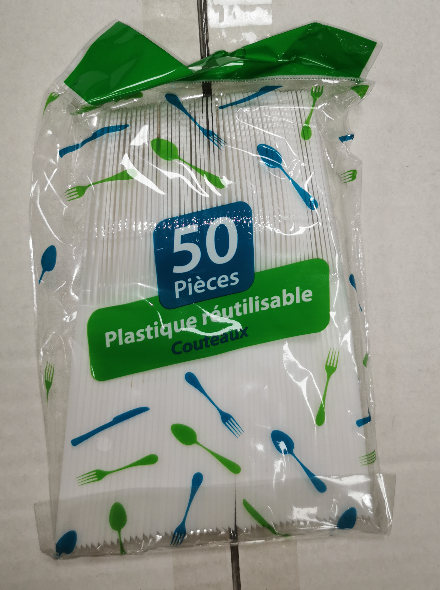 50
Pièces
Plastique réutilisable
Couteaux